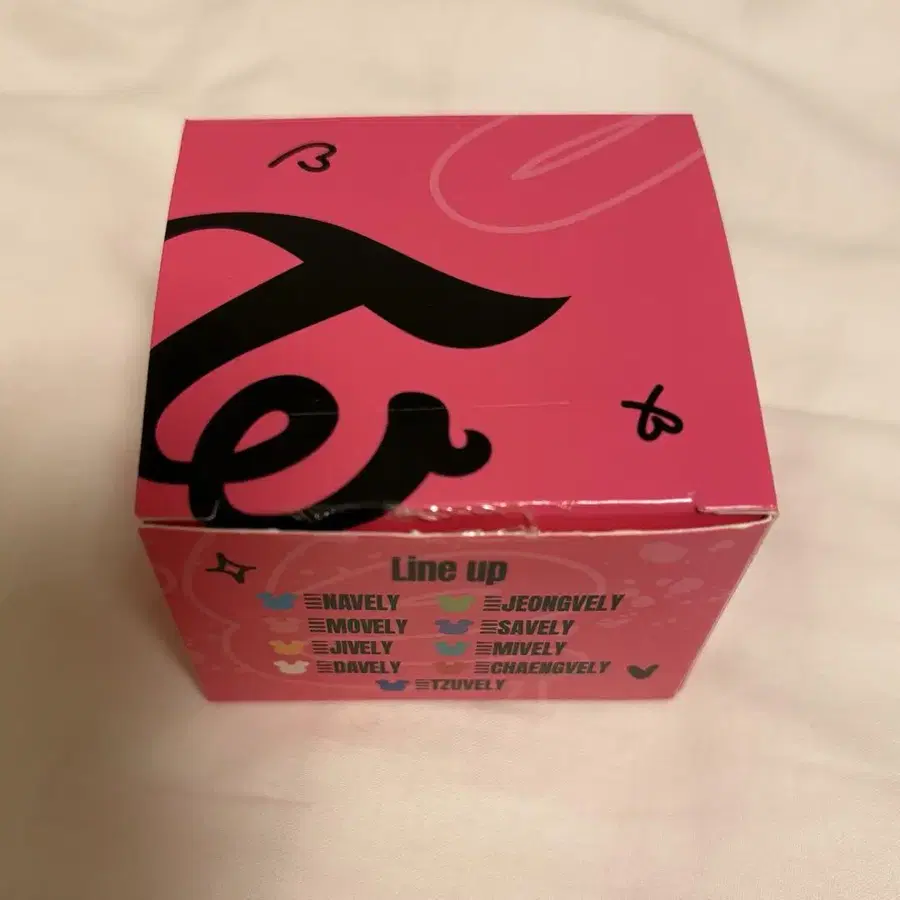 Line up
NAVELY JEONGVELY
MOVELY SAVELY
JIVELY MIVELY
DAVELY CHAENGVELY
TZUVELY